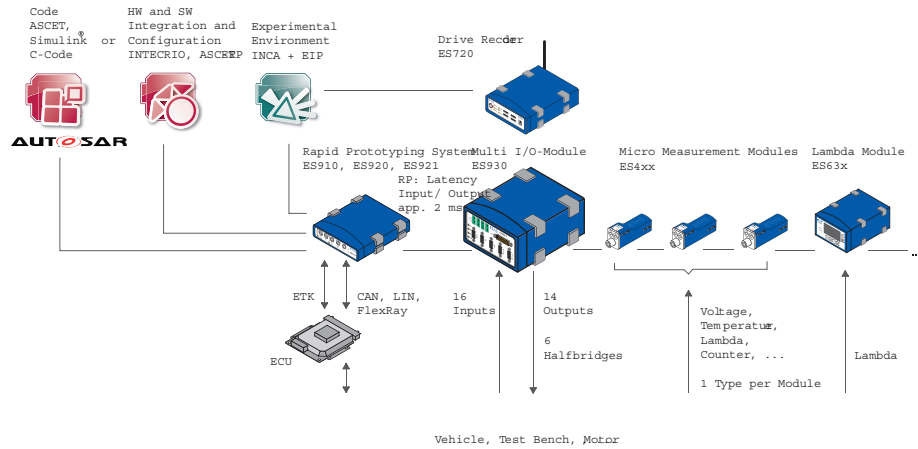 Code
ASCET,
Simulink® or
C-Code
HW and SW
Integration and
Configuration
INTECRIO, ASCET-RP
Experimental
Environment
INCA + EIP
Drive Recorder
ES720
AUTOSAR
Rapid Prototyping System
ES910, ES920, ES921
RP: Latency
Input/ Output
app. 2 ms
Multi I/O-Module
ES930
Micro Measurement Modules
ES4xx
Lambda Module
ES63x
...
ETK
CAN, LIN,
FlexRay
16
Inputs
14
Outputs
6
Halfbridges
Voltage,
Temperatur,
Lambda,
Counter, ...
1 Type per Module
Lambda
ECU
Vehicle, Test Bench, Motor